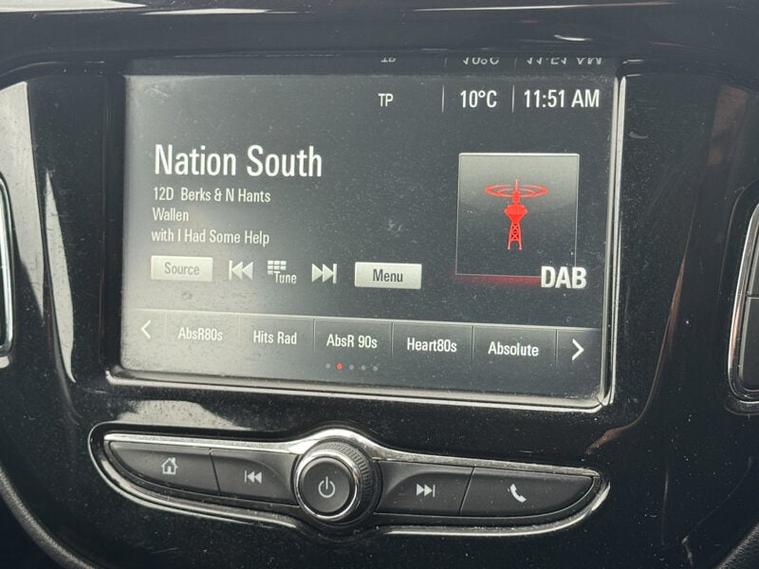 TP 10°C 11:51 AM
Nation South
12D Berks & N Hants
Wallen
with I Had Some Help
Source Tune Menu
DAB
AbsR80s Hits Rad AbsR 90s Heart80s Absolute